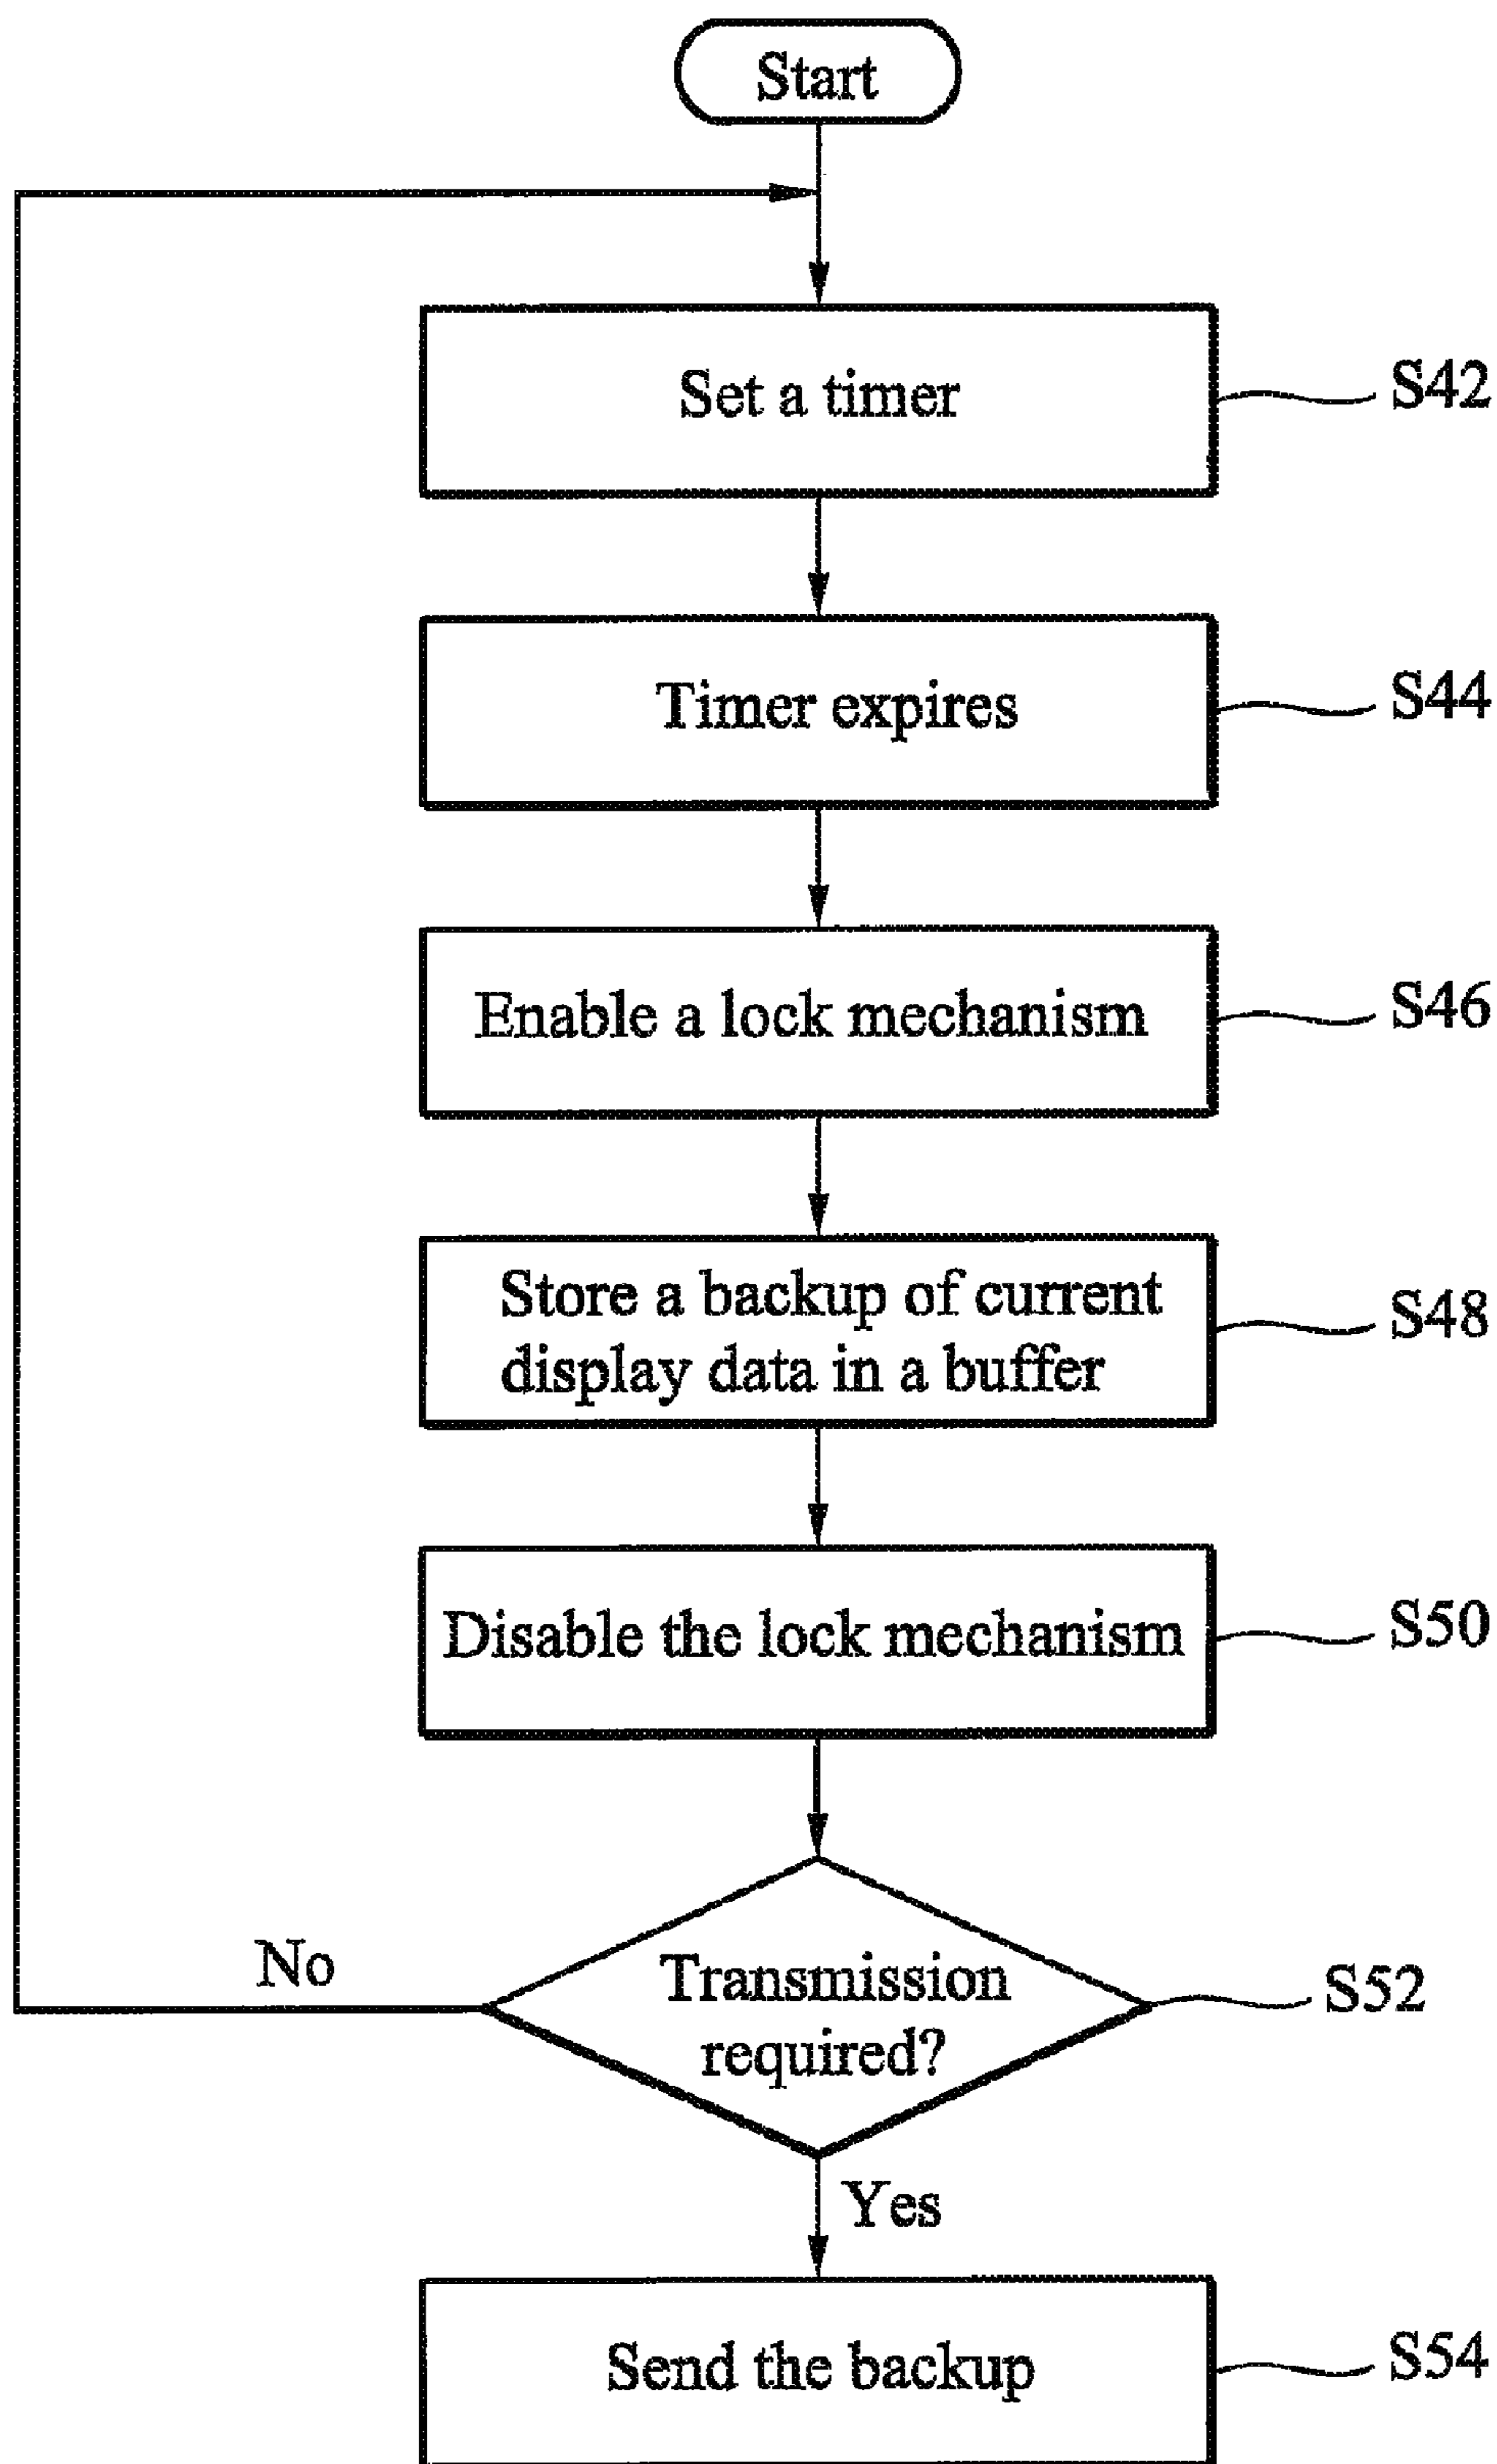 Start
Set a timer
S42
Timer expires
S44
Enable a lock mechanism
S46
Store a backup of current
display data in a buffer
S48
Disable the lock mechanism
S50
Transmission
required?
S52
No
Yes
Send the backup
S54